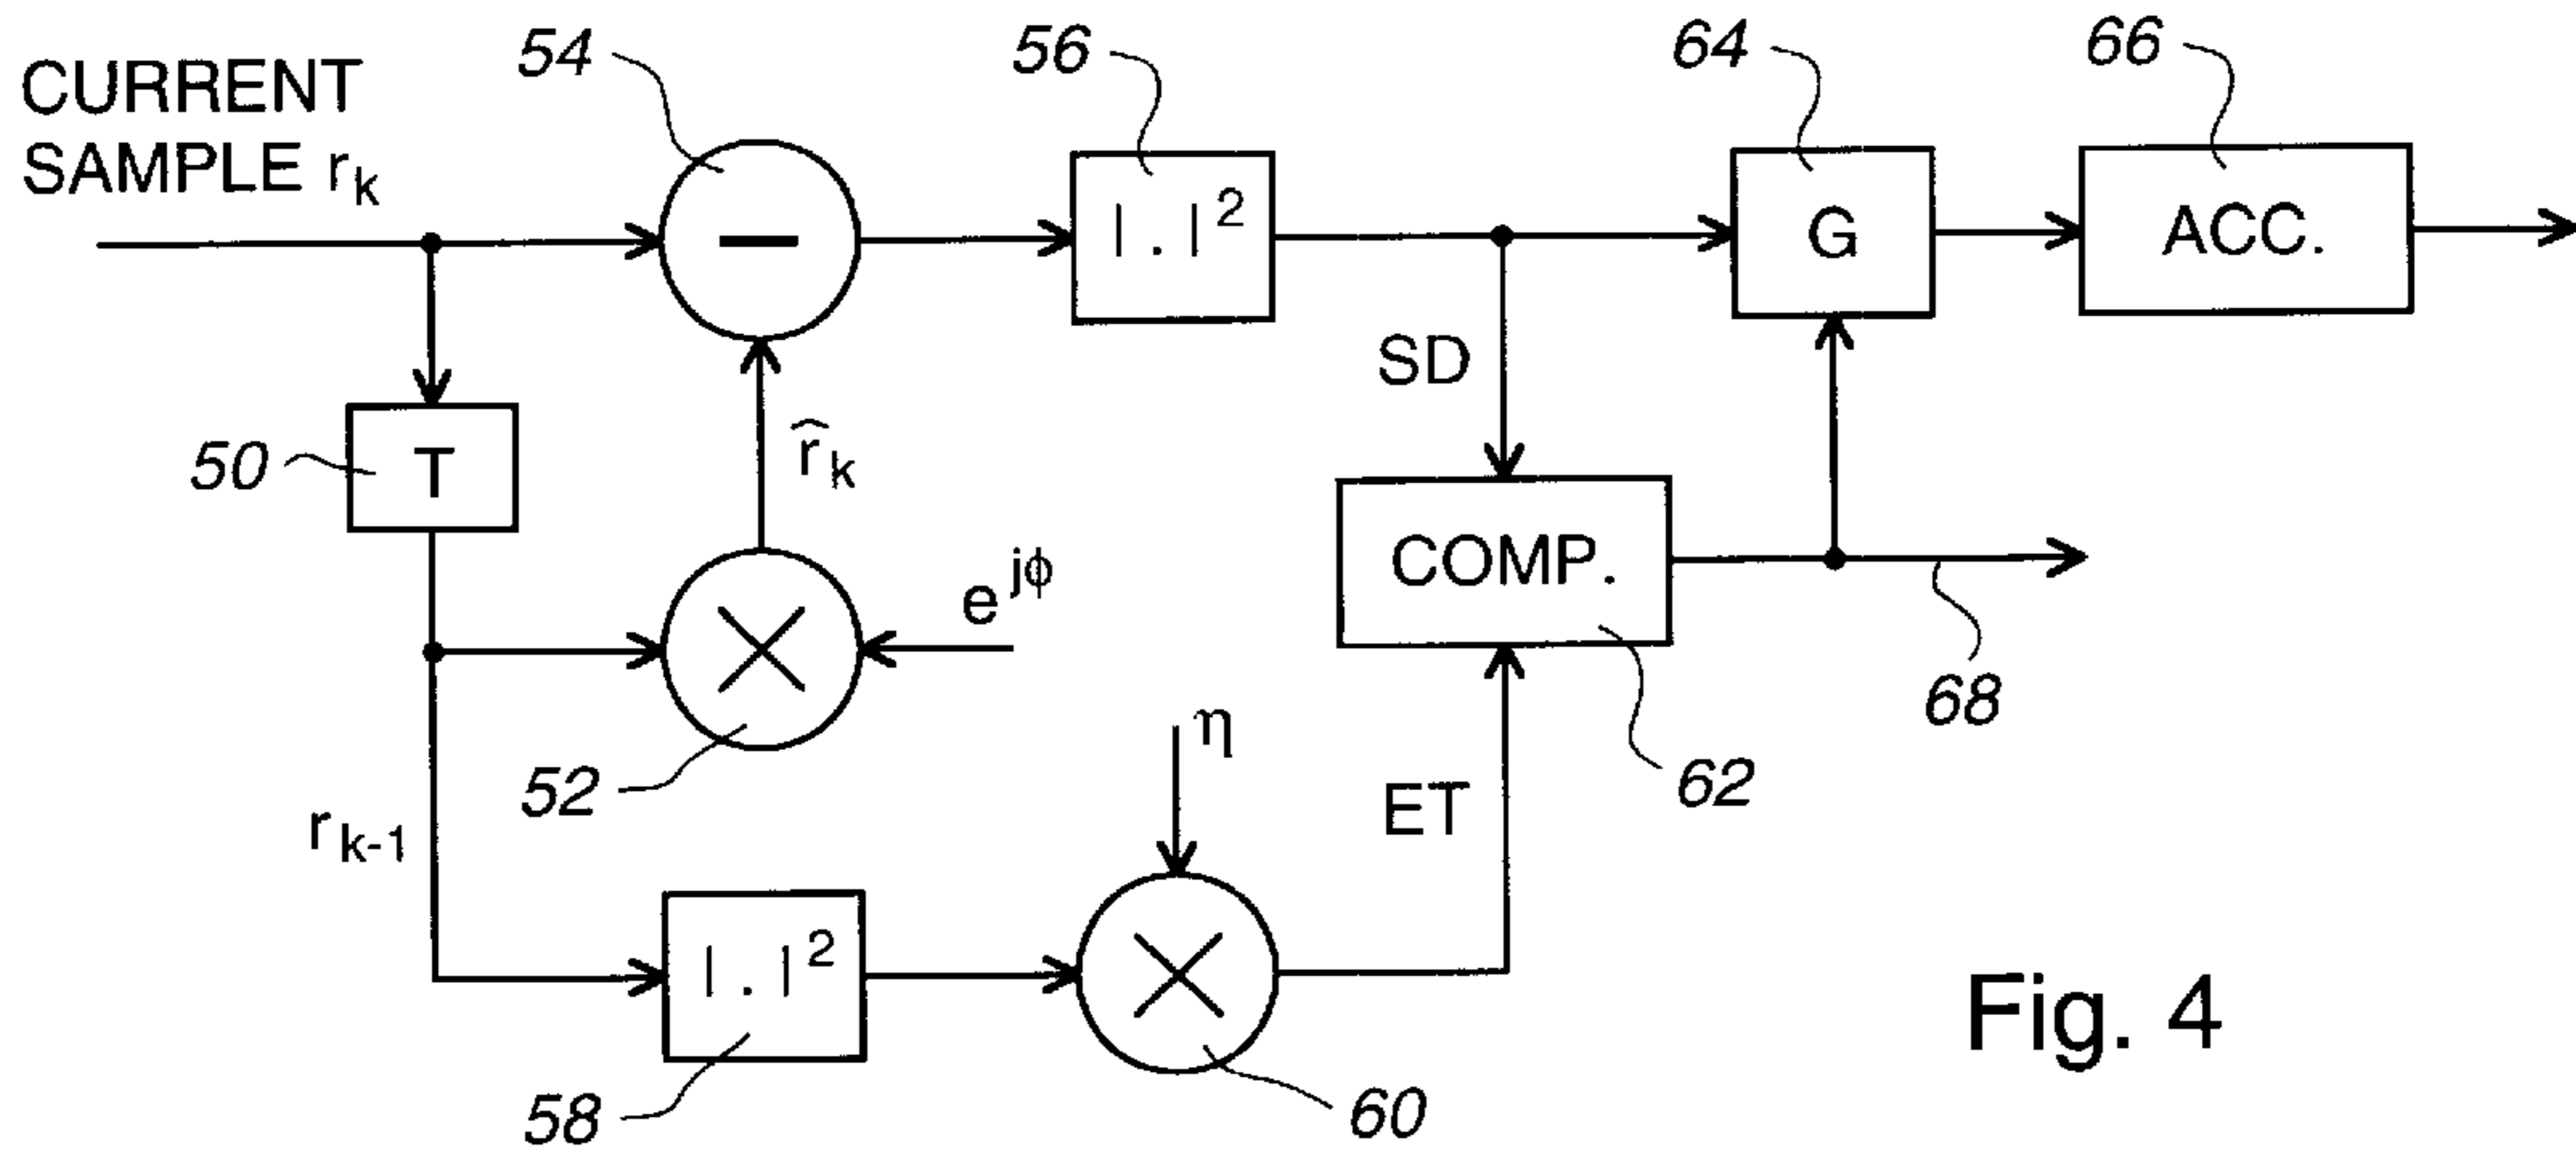 54
56
64
66
CURRENT
SAMPLE r_k
−
| . |²
G
ACC.
SD
50
T
r̂_k
COMP.
e^{jϕ}
68
η
52
62
ET
r_{k-1}
| . |²
Fig. 4
58
60